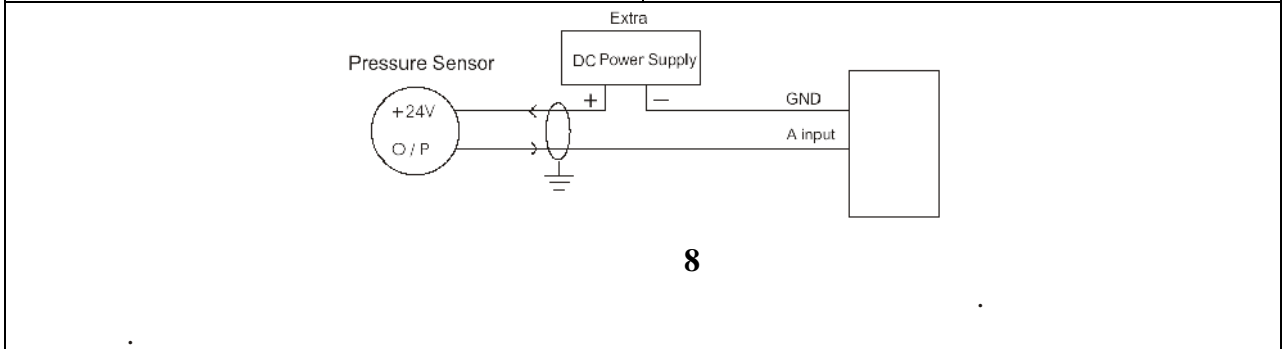 Extra
DC Power Supply
Pressure Sensor
+ −
+24V
GND
A input
O / P
8
.
.